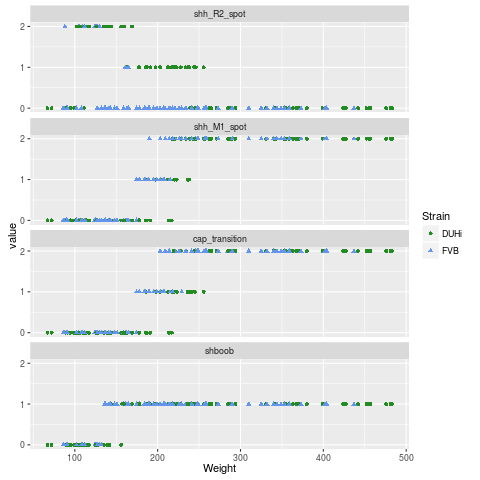 shh_R2_spot
2
1
0
shh_M1_spot
2
1
0
cap_transition
2
1
0
shboob
2
1
0
100 200 300 400 500
Weight
value
Strain
DUHi
FVB